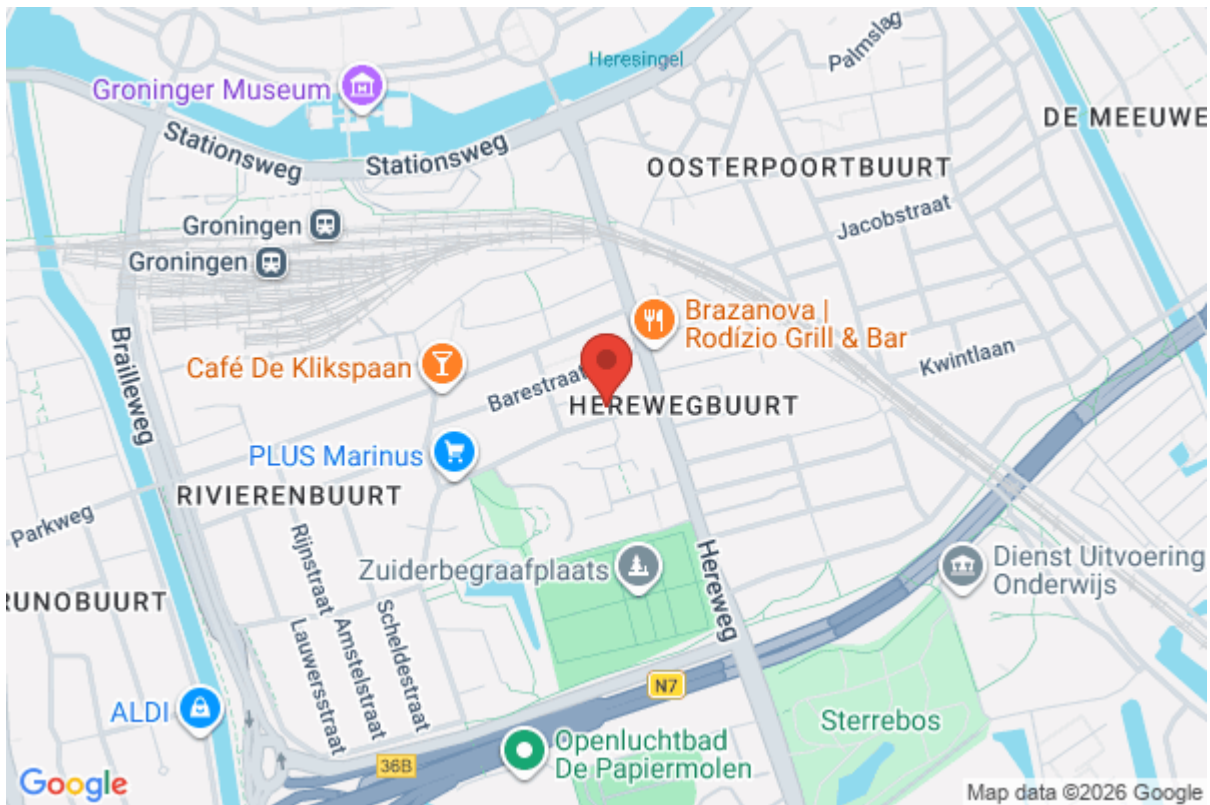 Heresingel
Palmslag
Groninger Museum
DE MEEUWE
Stationsweg
Stationsweg
OOSTERPOORTBUURT
Groningen
Jacobstraat
Groningen
Brazanova |
Rodízio Grill & Bar
Brailleweg
Café De Klikspaan
Kwintlaan
Barestraat
HEREWEGBUURT
PLUS Marinus
RIVIERENBUURT
Parkweg
Rijnstraat
Hereweg
Zuiderbegraafplaats
Dienst Uitvoering
Onderwijs
RUNOBUURT
Scheldestraat
Amstelstraat
Lauwersstraat
N7
ALDI
Sterrebos
Openluchtbad
De Papiermolen
36B
Google
Map data ©2026 Google